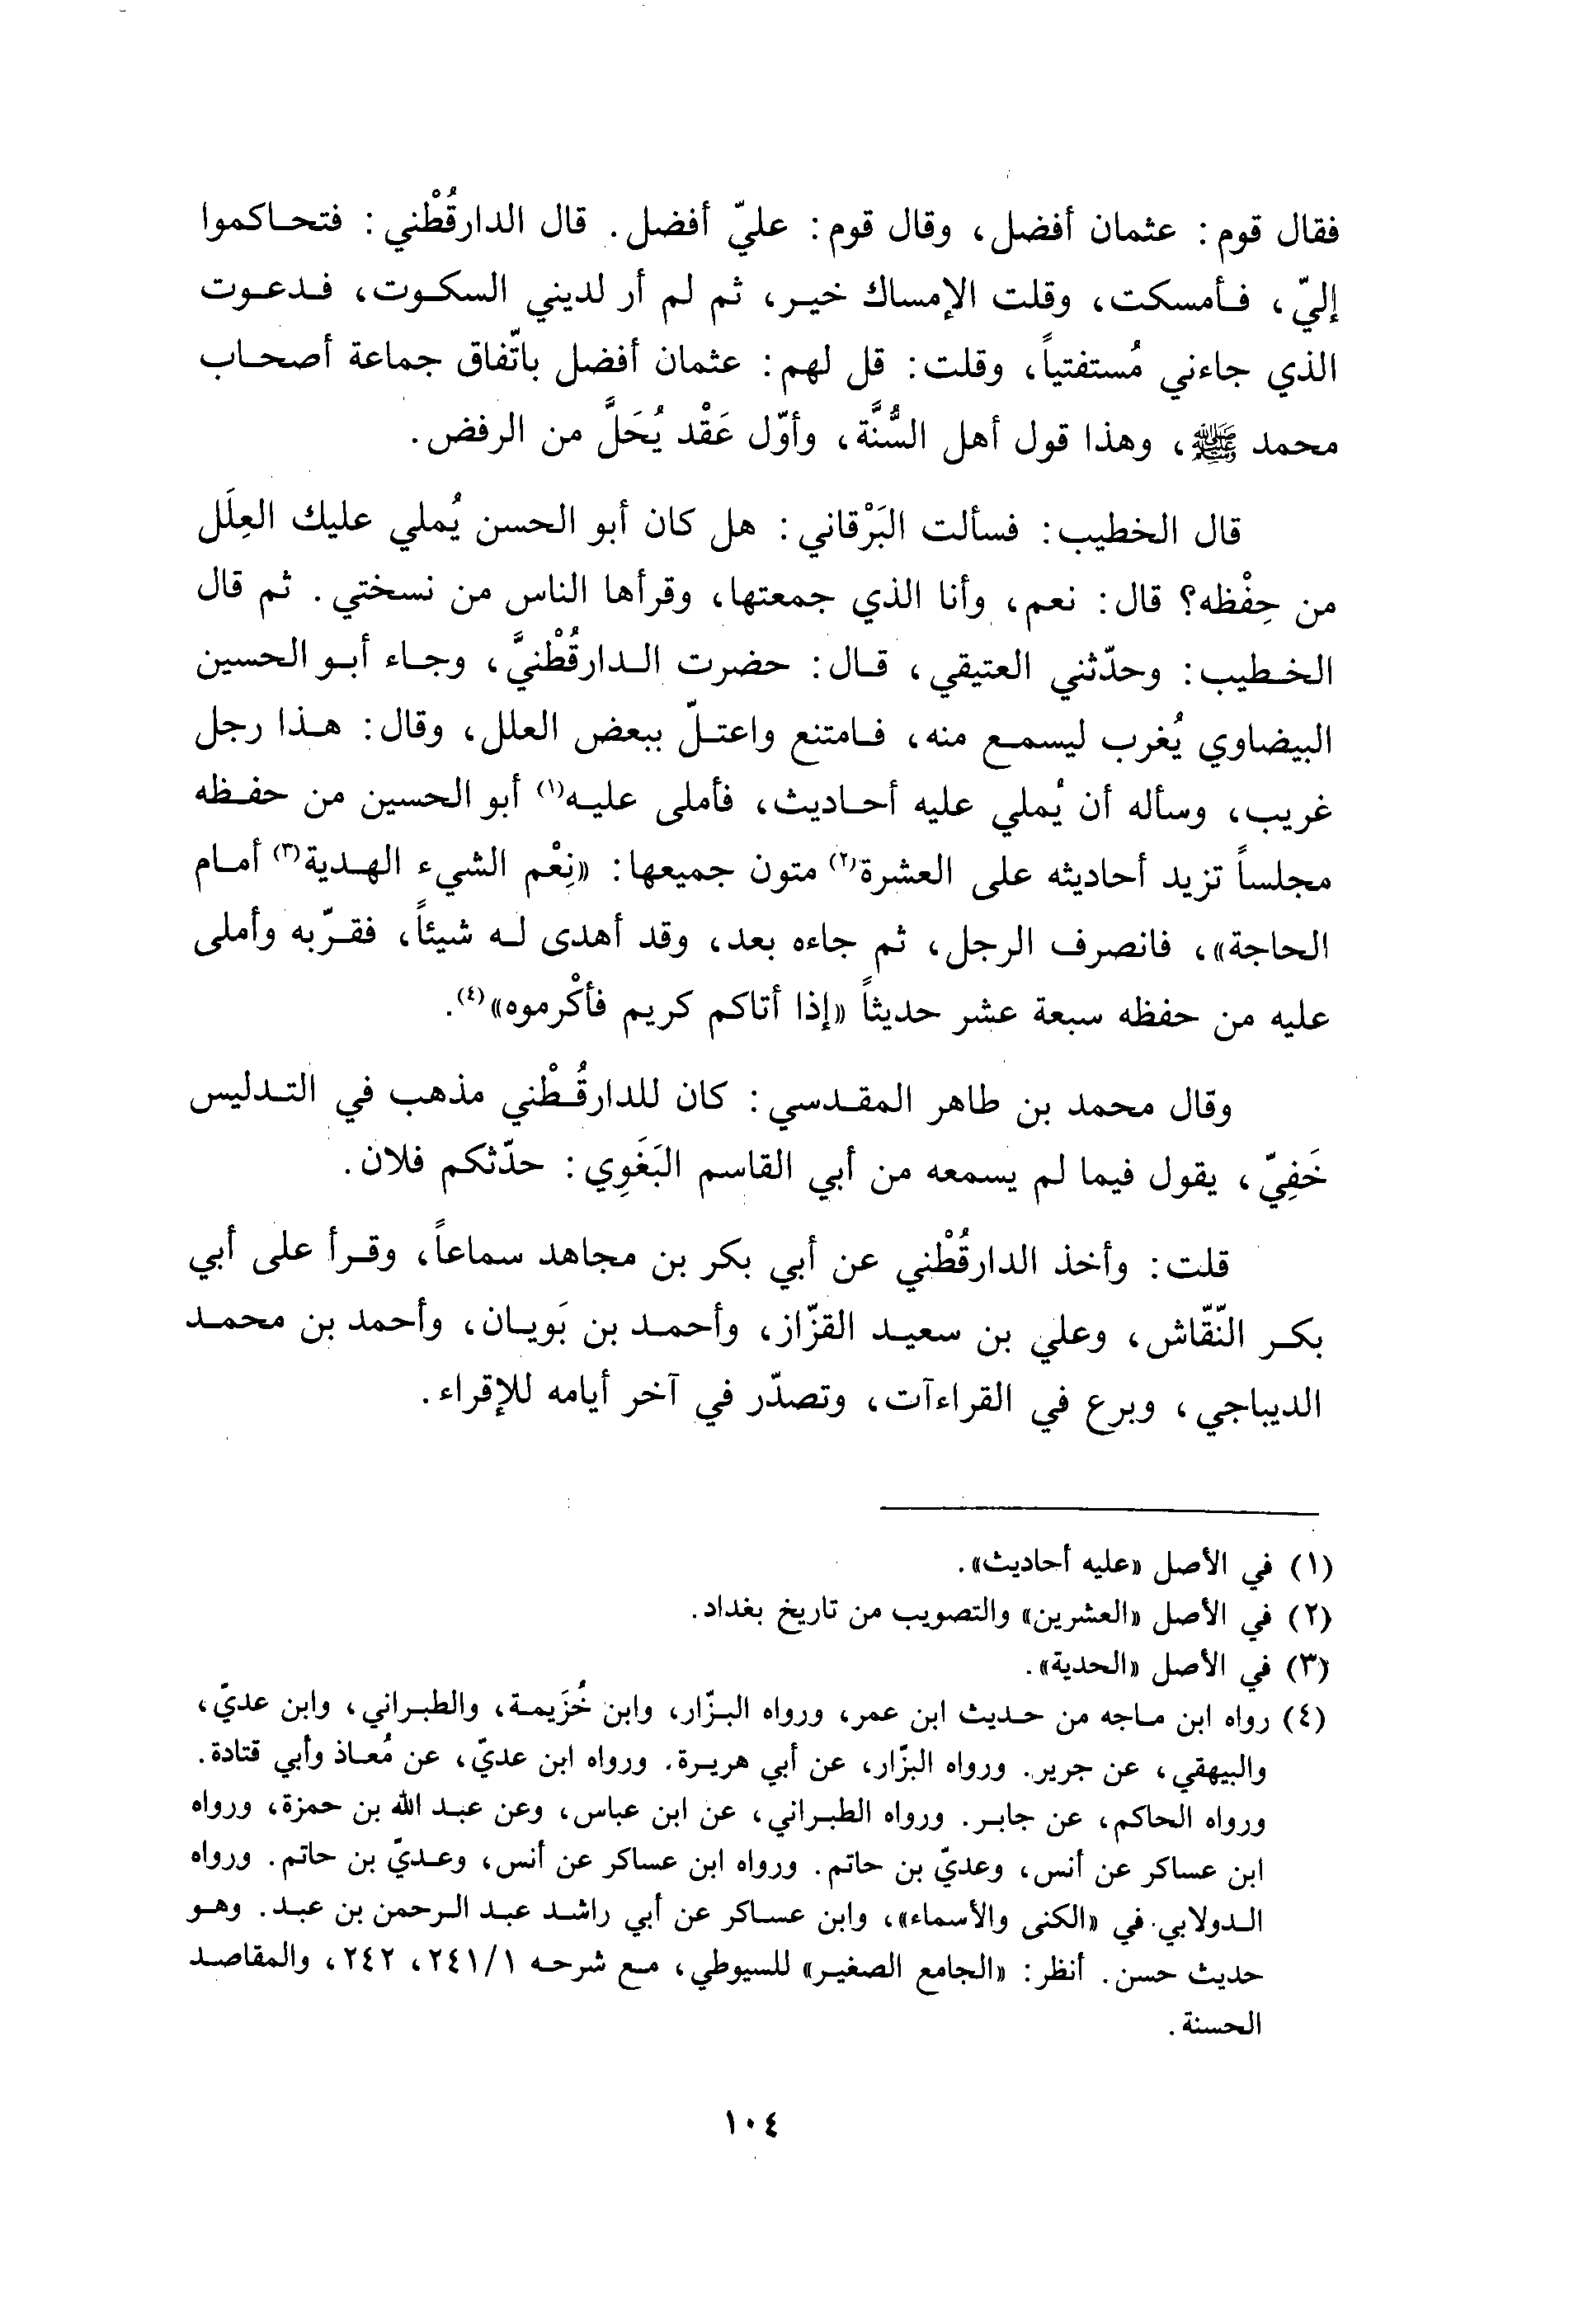 فقال قوم: عثمان أفضل، وقال قوم: عليّ أفضل. قال الدارقُطْني: فتحاكموا
إليّ، فأمسكت، وقلت الإمساك خير، ثم لم أر لديني السكوت، فدعوت
الذي جاءني مُستفتياً، وقلت: قل لهم: عثمان أفضل باتّفاق جماعة أصحاب
محمد ﷺ، وهذا قول أهل السُّنَّة، وأوّل عَقْد يُحَلَّ من الرفض.
قال الخطيب: فسألت البَرْقاني: هل كان أبو الحسن يُملي عليك العِلَل
من حِفْظه؟ قال: نعم، وأنا الذي جمعتها، وقرأها الناس من نسختي. ثم قال
الخطيب: وحدّثني العتيقي، قال: حضرت الدارقُطْنيَّ، وجاء أبو الحسين
البيضاوي يُغرب ليسمع منه، فامتنع واعتلّ ببعض العلل، وقال: هذا رجل
غريب، وسأله أن يُملي عليه أحاديث، فأملى عليه(١) أبو الحسين من حفظه
مجلساً تزيد أحاديثه على العشرة(٢) متون جميعها: «نِعْم الشيء الهدية(٣) أمام
الحاجة»، فانصرف الرجل، ثم جاءه بعد، وقد أهدى له شيئاً، فقرّبه وأملى
عليه من حفظه سبعة عشر حديثاً «إذا أتاكم كريم فأكْرموه»(٤).
وقال محمد بن طاهر المقدسي: كان للدارقُطْني مذهب في التدليس
خَفِيّ، يقول فيما لم يسمعه من أبي القاسم البَغَوِي: حدّثكم فلان.
قلت: وأخذ الدارقُطْني عن أبي بكر بن مجاهد سماعاً، وقرأ على أبي
بكر النّقّاش، وعلي بن سعيد القزّاز، وأحمد بن بَويان، وأحمد بن محمد
الديباجي، وبرع في القراءآت، وتصدّر في آخر أيامه للإقراء.
(١) في الأصل «عليه أحاديث».
(٢) في الأصل «العشرين» والتصويب من تاريخ بغداد.
(٣) في الأصل «الحدية».
(٤) رواه ابن ماجه من حديث ابن عمر، ورواه البزّار، وابن خُزَيمة، والطبراني، وابن عديّ،
والبيهقي، عن جرير. ورواه البزّار، عن أبي هريرة. ورواه ابن عديّ، عن مُعاذ وأبي قتادة.
ورواه الحاكم، عن جابر. ورواه الطبراني، عن ابن عباس، وعن عبد الله بن حمزة، ورواه
ابن عساكر عن أنس، وعديّ بن حاتم. ورواه ابن عساكر عن أنس، وعديّ بن حاتم. ورواه
الدولابي في «الكنى والأسماء»، وابن عساكر عن أبي راشد عبد الرحمن بن عبد. وهو
حديث حسن. أنظر: «الجامع الصغير» للسيوطي، مع شرحه ٢٤١/١، ٢٤٢، والمقاصد
الحسنة.
١٠٤